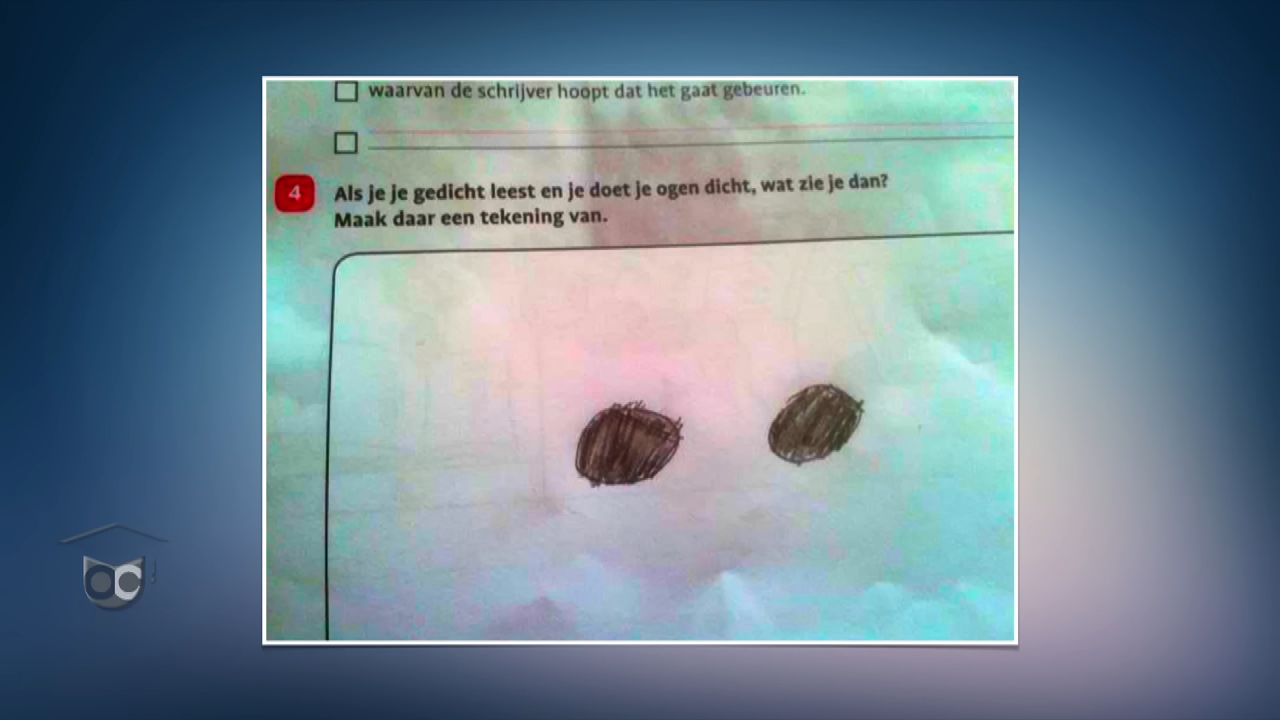 waarvan de schrijver hoopt dat het gaat gebeuren.
4 Als je je gedicht leest en je doet je ogen dicht, wat zie je dan?
Maak daar een tekening van.